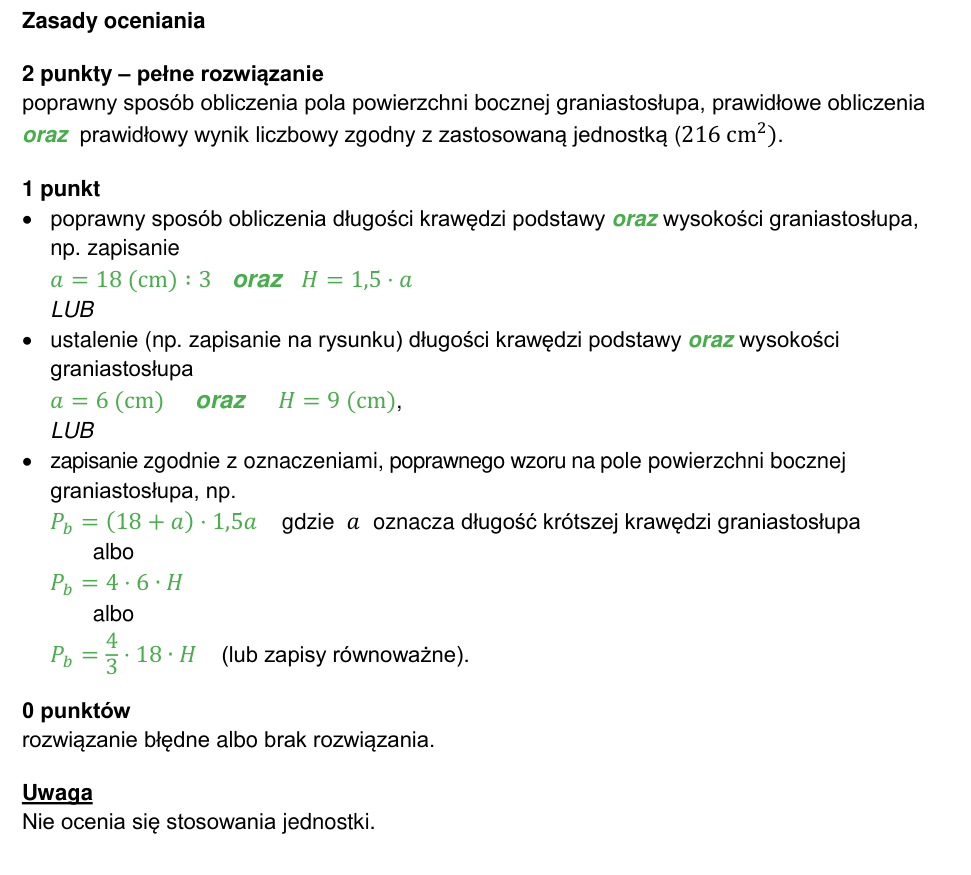 Zasady oceniania
2 punkty – pełne rozwiązanie
poprawny sposób obliczenia pola powierzchni bocznej graniastosłupa, prawidłowe obliczenia
oraz prawidłowy wynik liczbowy zgodny z zastosowaną jednostką (216 cm²).
1 punkt
• poprawny sposób obliczenia długości krawędzi podstawy oraz wysokości graniastosłupa,
np. zapisanie
a = 18 (cm) : 3 oraz H = 1,5 · a
LUB
• ustalenie (np. zapisanie na rysunku) długości krawędzi podstawy oraz wysokości
graniastosłupa
a = 6 (cm) oraz H = 9 (cm),
LUB
• zapisanie zgodnie z oznaczeniami, poprawnego wzoru na pole powierzchni bocznej
graniastosłupa, np.
P_b = (18 + a) · 1,5a gdzie a oznacza długość krótszej krawędzi graniastosłupa
albo
P_b = 4 · 6 · H
albo
P_b = 4/3 · 18 · H (lub zapisy równoważne).
0 punktów
rozwiązanie błędne albo brak rozwiązania.
Uwaga
Nie ocenia się stosowania jednostki.